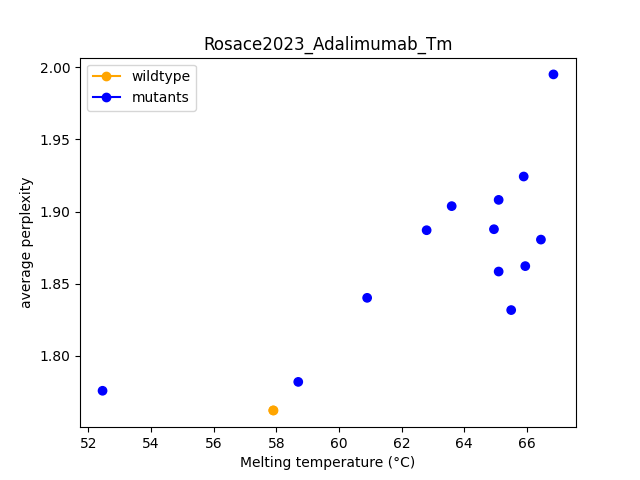 Rosace2023_Adalimumab_Tm
wildtype
mutants
2.00
1.95
1.90
1.85
1.80
average perplexity
52 54 56 58 60 62 64 66
Melting temperature (°C)